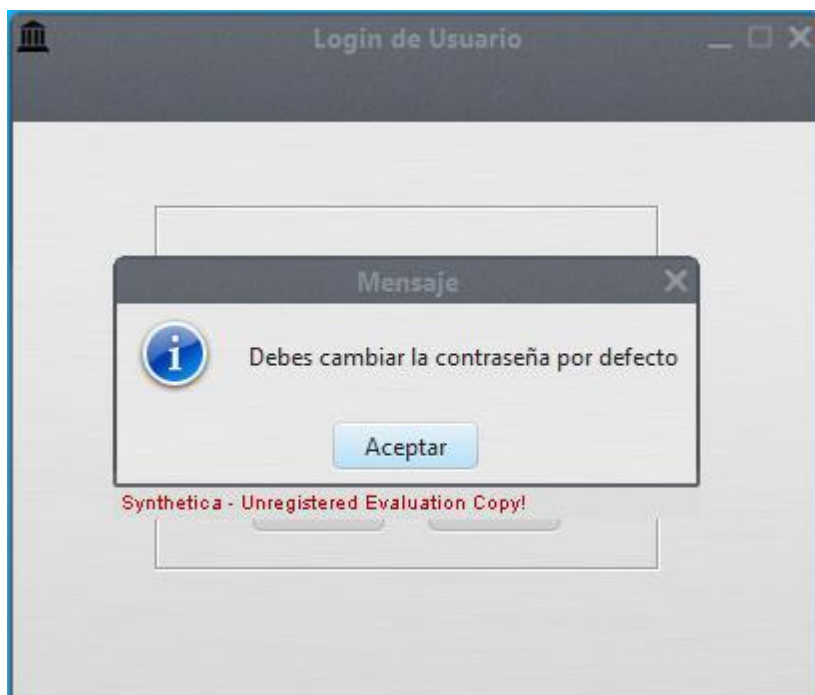 Login de Usuario
Mensaje
Debes cambiar la contraseña por defecto
Aceptar
Synthetica - Unregistered Evaluation Copy!